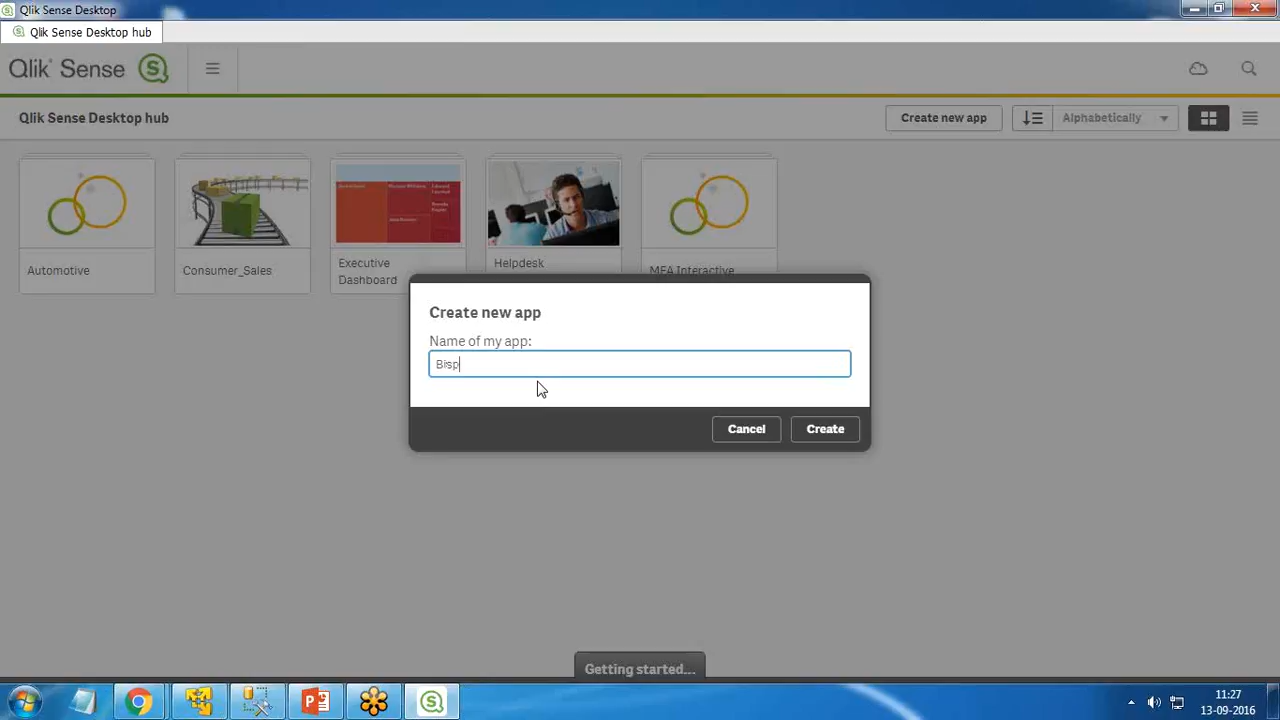 Qlik Sense Desktop
Qlik Sense Desktop hub
Qlik Sense
Qlik Sense Desktop hub
Create new app
Alphabetically
Automotive
Consumer_Sales
Executive
Dashboard
Helpdesk
MFA Interactive
Create new app
Name of my app:
Bisp
Cancel
Create
Getting started...
11:27
13-09-2016